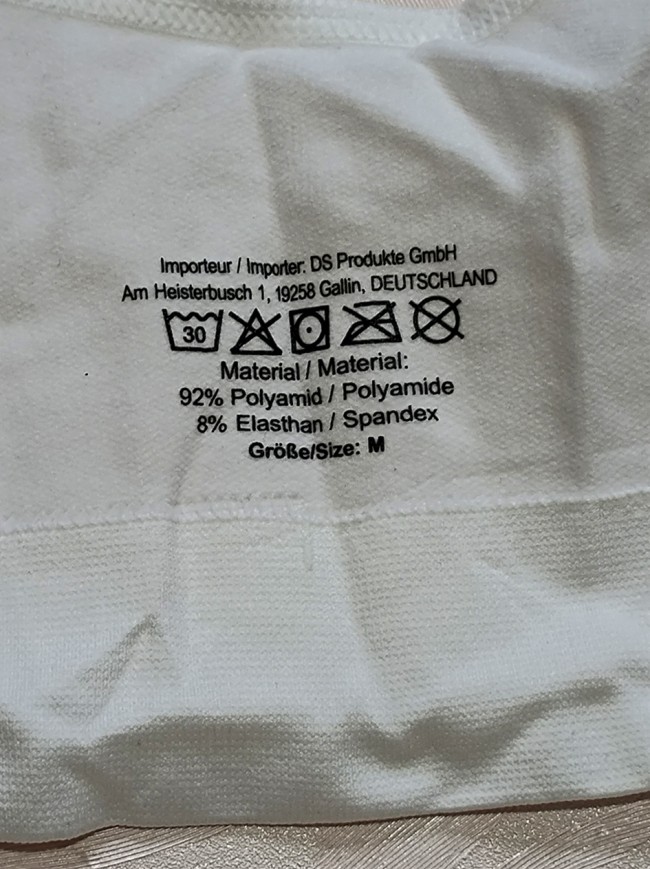 Importeur / Importer: DS Produkte GmbH
Am Heisterbusch 1, 19258 Gallin, DEUTSCHLAND
30
Material / Material:
92% Polyamid / Polyamide
8% Elasthan / Spandex
Größe/Size: M